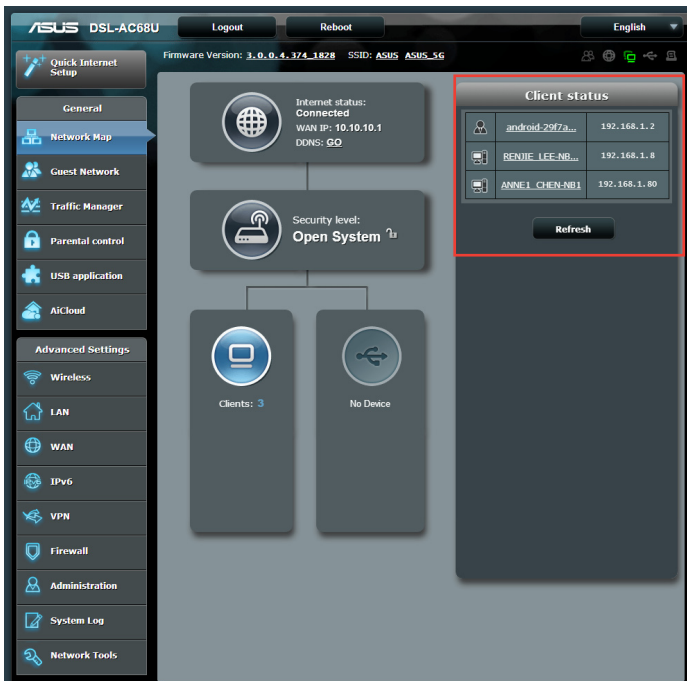 ASUS DSL-AC68U
Logout
Reboot
English
Quick Internet
Setup
Firmware Version: 3.0.0.4.374_1828 SSID: ASUS ASUS_5G
General
Network Map
Guest Network
Traffic Manager
Parental control
USB application
AiCloud
Advanced Settings
Wireless
LAN
WAN
IPv6
VPN
Firewall
Administration
System Log
Network Tools
Internet status:
Connected
WAN IP: 10.10.10.1
DDNS: GO
Security level:
Open System
Clients: 3
No Device
Client status
android-29f7a... 192.168.1.2
RENJIE_LEE-NB... 192.168.1.8
ANNE1_CHEN-NB1 192.168.1.80
Refresh